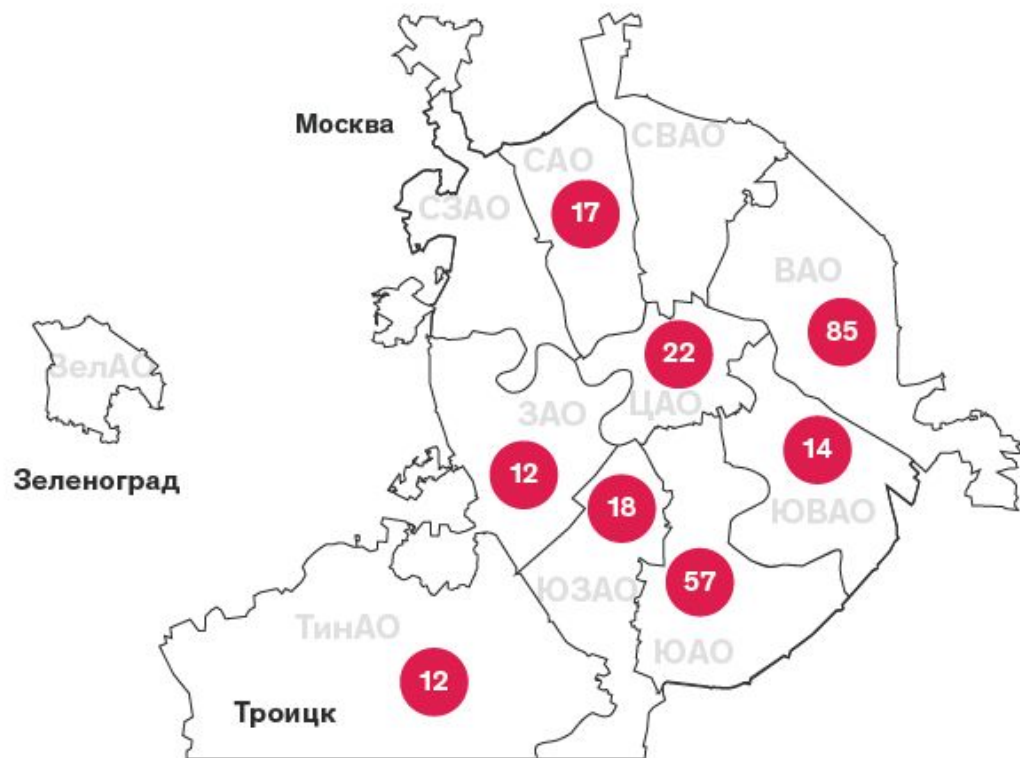 Москва
САО
СВАО
СЗАО
17
ВАО
85
22
ВелАО
ЗАО
ЦАО
14
12
Зеленоград
18
ЮВАО
57
ЮЗАО
ТинАО
ЮАО
12
Троицк